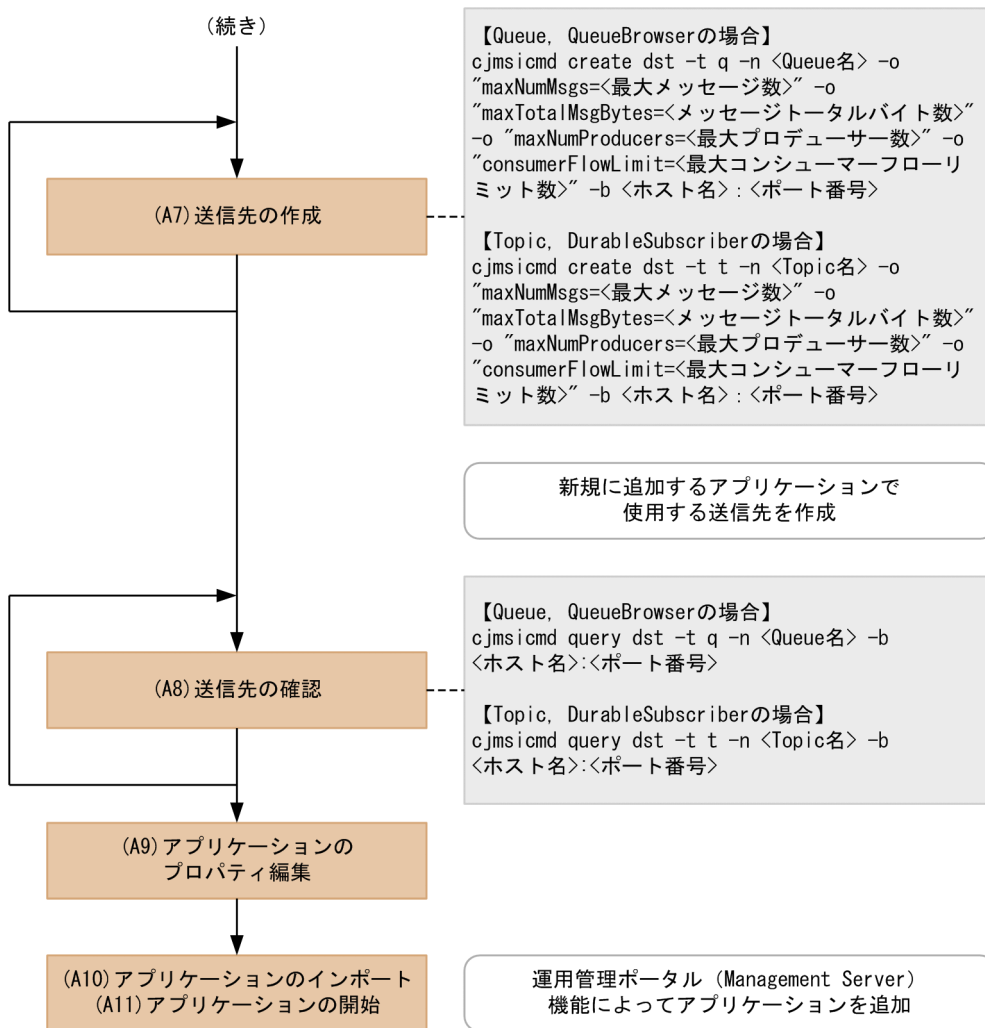 (続き)
【Queue, QueueBrowserの場合】
cjmsicmd create dst -t q -n <Queue名> -o
"maxNumMsgs=<最大メッセージ数>" -o
"maxTotalMsgBytes=<メッセージトータルバイト数>"
-o "maxNumProducers=<最大プロデューサー数>" -o
"consumerFlowLimit=<最大コンシューマーフローリ
ミット数>" -b <ホスト名>:<ポート番号>
(A7)送信先の作成
【Topic, DurableSubscriberの場合】
cjmsicmd create dst -t t -n <Topic名> -o
"maxNumMsgs=<最大メッセージ数>" -o
"maxTotalMsgBytes=<メッセージトータルバイト数>"
-o "maxNumProducers=<最大プロデューサー数>" -o
"consumerFlowLimit=<最大コンシューマーフローリ
ミット数>" -b <ホスト名>:<ポート番号>
新規に追加するアプリケーションで
使用する送信先を作成
【Queue, QueueBrowserの場合】
cjmsicmd query dst -t q -n <Queue名> -b
<ホスト名>:<ポート番号>
(A8)送信先の確認
【Topic, DurableSubscriberの場合】
cjmsicmd query dst -t t -n <Topic名> -b
<ホスト名>:<ポート番号>
(A9)アプリケーションの
プロパティ編集
(A10)アプリケーションのインポート
(A11)アプリケーションの開始
運用管理ポータル (Management Server)
機能によってアプリケーションを追加